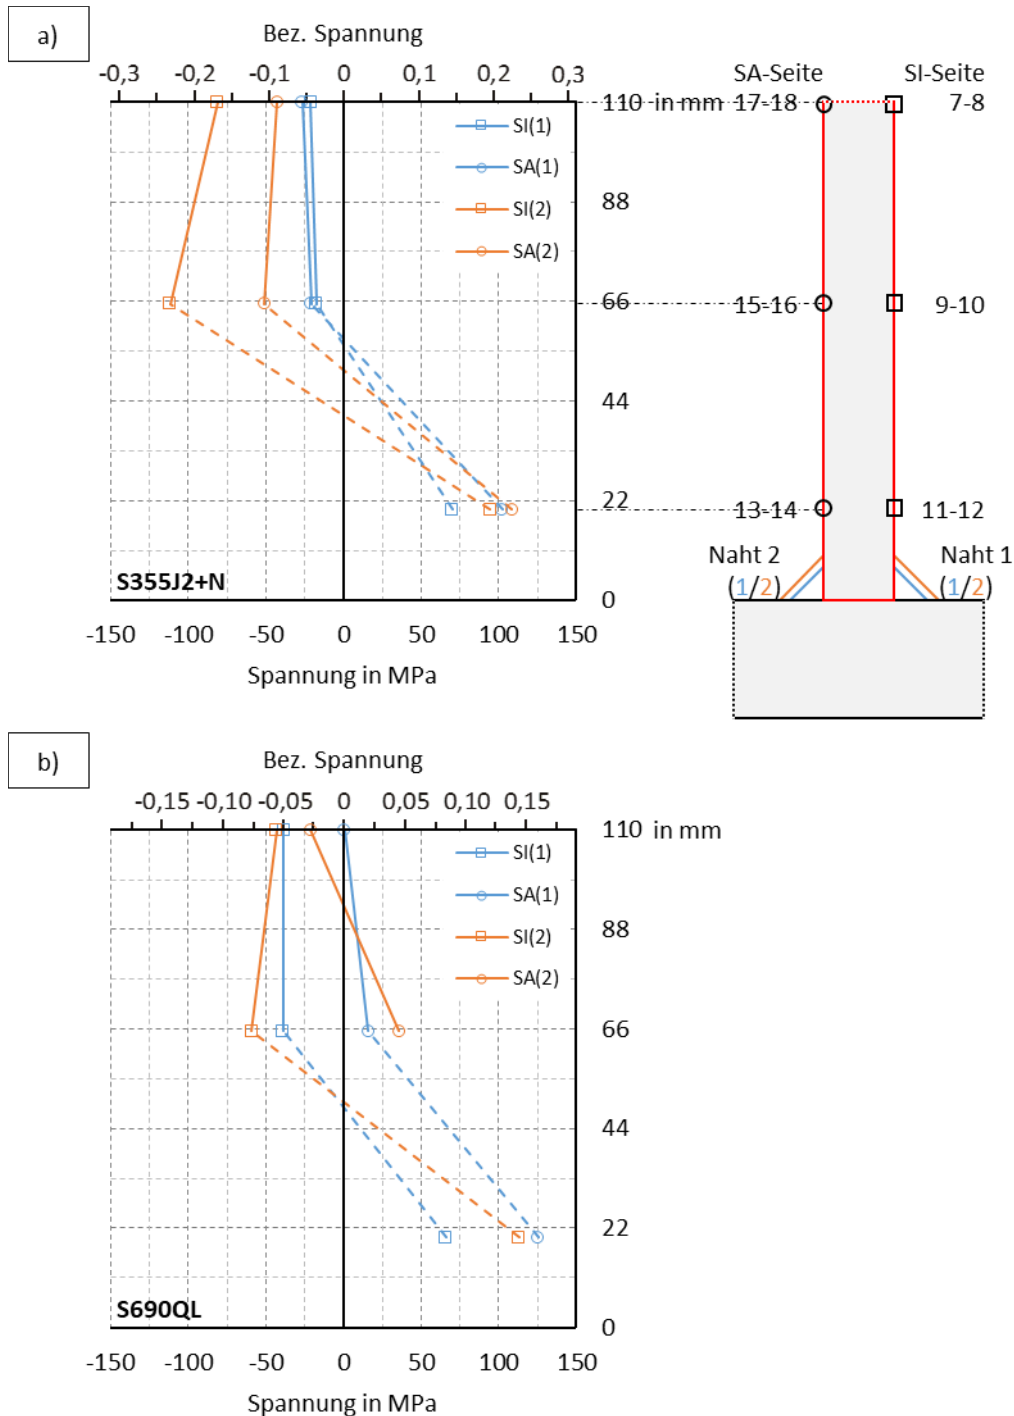 a)
Bez. Spannung
-0,3 -0,2 -0,1 0 0,1 0,2 0,3
SA-Seite SI-Seite
110 in mm 17-18 7-8
SI(1)
SA(1)
88
SI(2)
SA(2)
66 15-16 9-10
44
22 13-14 11-12
Naht 2 Naht 1
S355J2+N (1/2) (1/2)
0
-150 -100 -50 0 50 100 150
Spannung in MPa
b)
Bez. Spannung
-0,15 -0,10 -0,05 0 0,05 0,10 0,15
110 in mm
SI(1)
SA(1)
88
SI(2)
SA(2)
66
44
22
S690QL
0
-150 -100 -50 0 50 100 150
Spannung in MPa